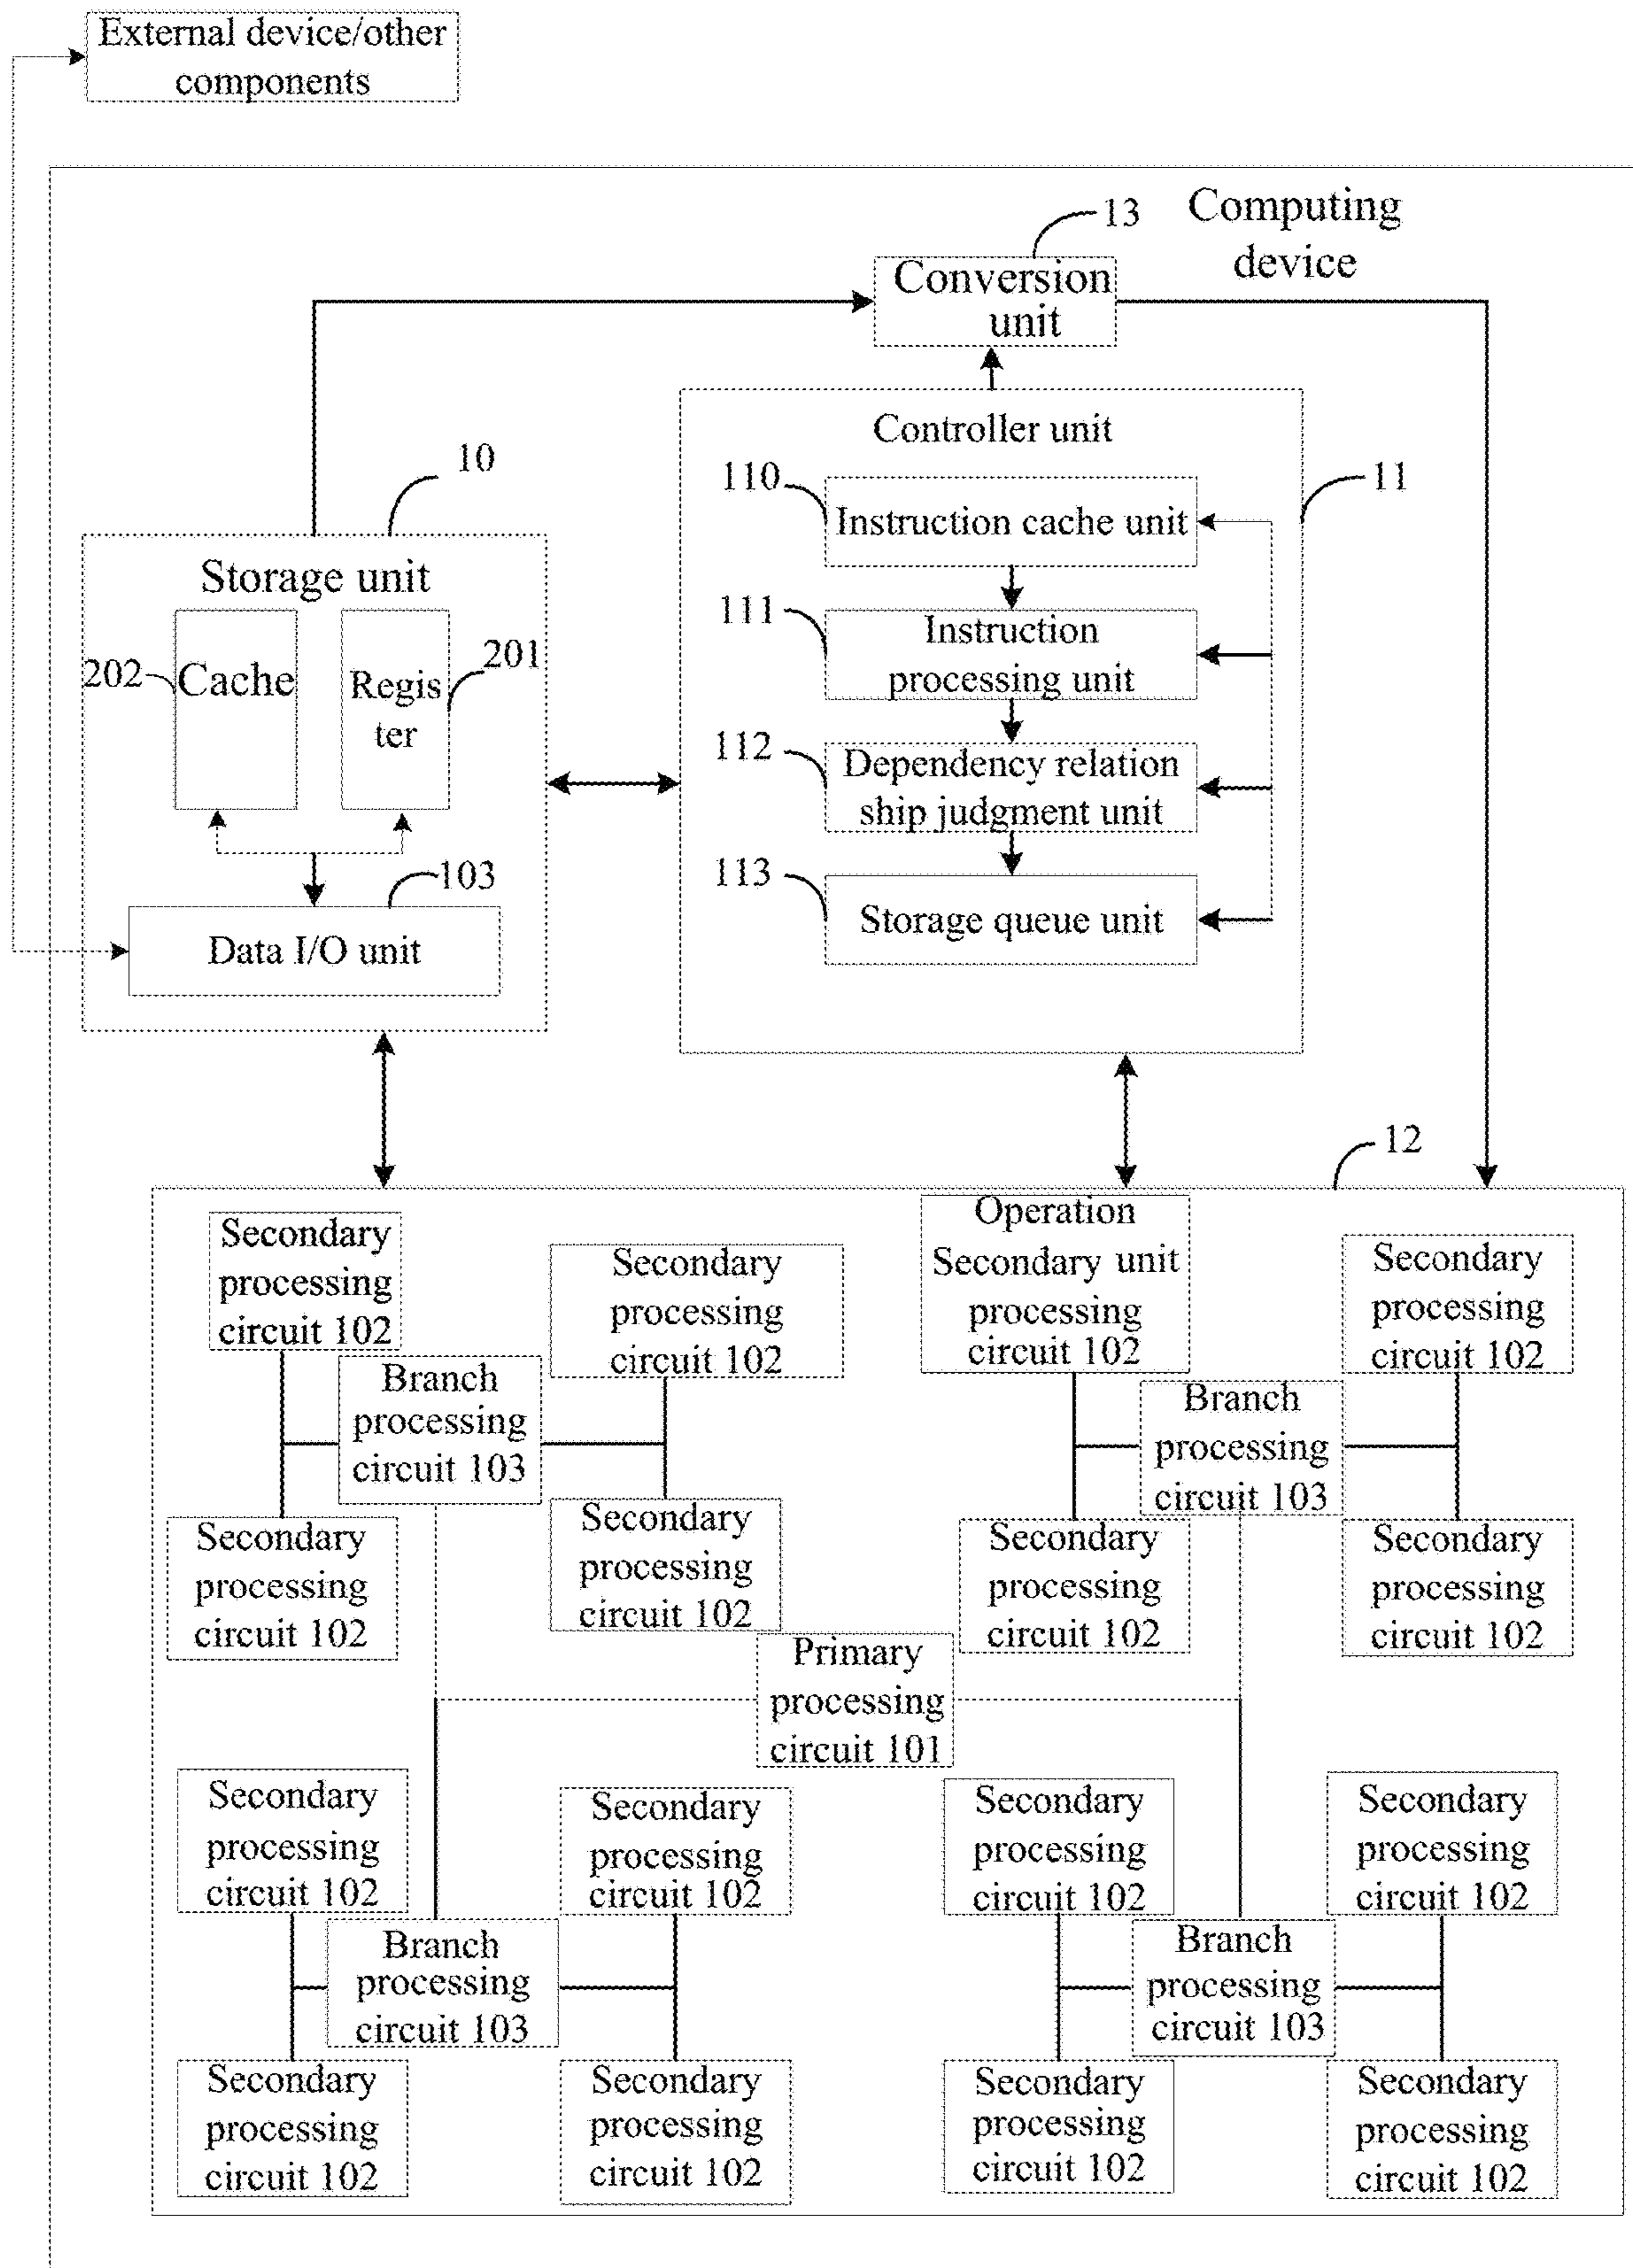 External device/other
components
13
Computing
device
Conversion
unit
Controller unit
10
110
11
Instruction cache unit
Storage unit
111
Instruction
processing unit
202
Cache
Regis
ter
201
112
Dependency relation
ship judgment unit
103
113
Data I/O unit
Storage queue unit
12
Secondary
processing
circuit 102
Secondary
processing
circuit 102
Operation
Secondary unit
processing
circuit 102
Secondary
processing
circuit 102
Branch
processing
circuit 103
Branch
processing
circuit 103
Secondary
processing
circuit 102
Secondary
processing
circuit 102
Secondary
processing
circuit 102
Secondary
processing
circuit 102
Primary
processing
circuit 101
Secondary
processing
circuit 102
Secondary
processing
circuit 102
Secondary
processing
circuit 102
Secondary
processing
circuit 102
Branch
processing
circuit 103
Branch
processing
circuit 103
Secondary
processing
circuit 102
Secondary
processing
circuit 102
Secondary
processing
circuit 102
Secondary
processing
circuit 102